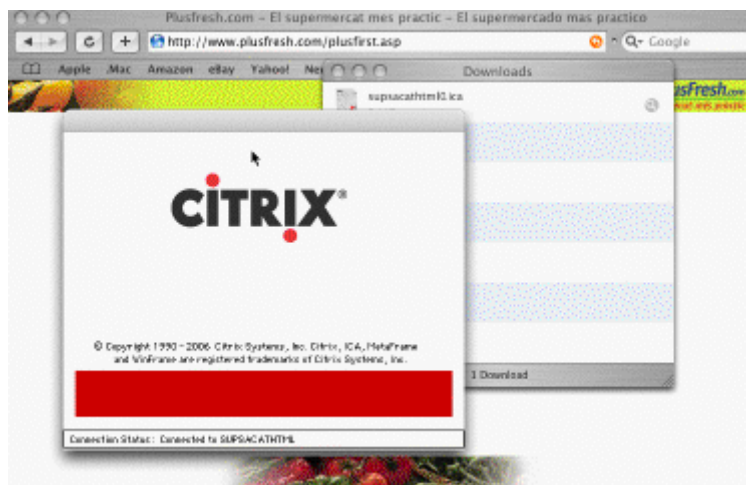 Plusfresh.com – El supermercat mes practic – El supermercado mas practico
http://www.plusfresh.com/plusfirst.asp
Google
Apple .Mac Amazon eBay Yahoo!
Downloads
supsacathtml0.ica
CITRIX®
© Copyright 1990-2006 Citrix Systems, Inc. Citrix, ICA, MetaFrame
and WinFrame are registered trademarks of Citrix Systems, Inc.
1 Download
Connection Status: Connected to SUPSACATHTML